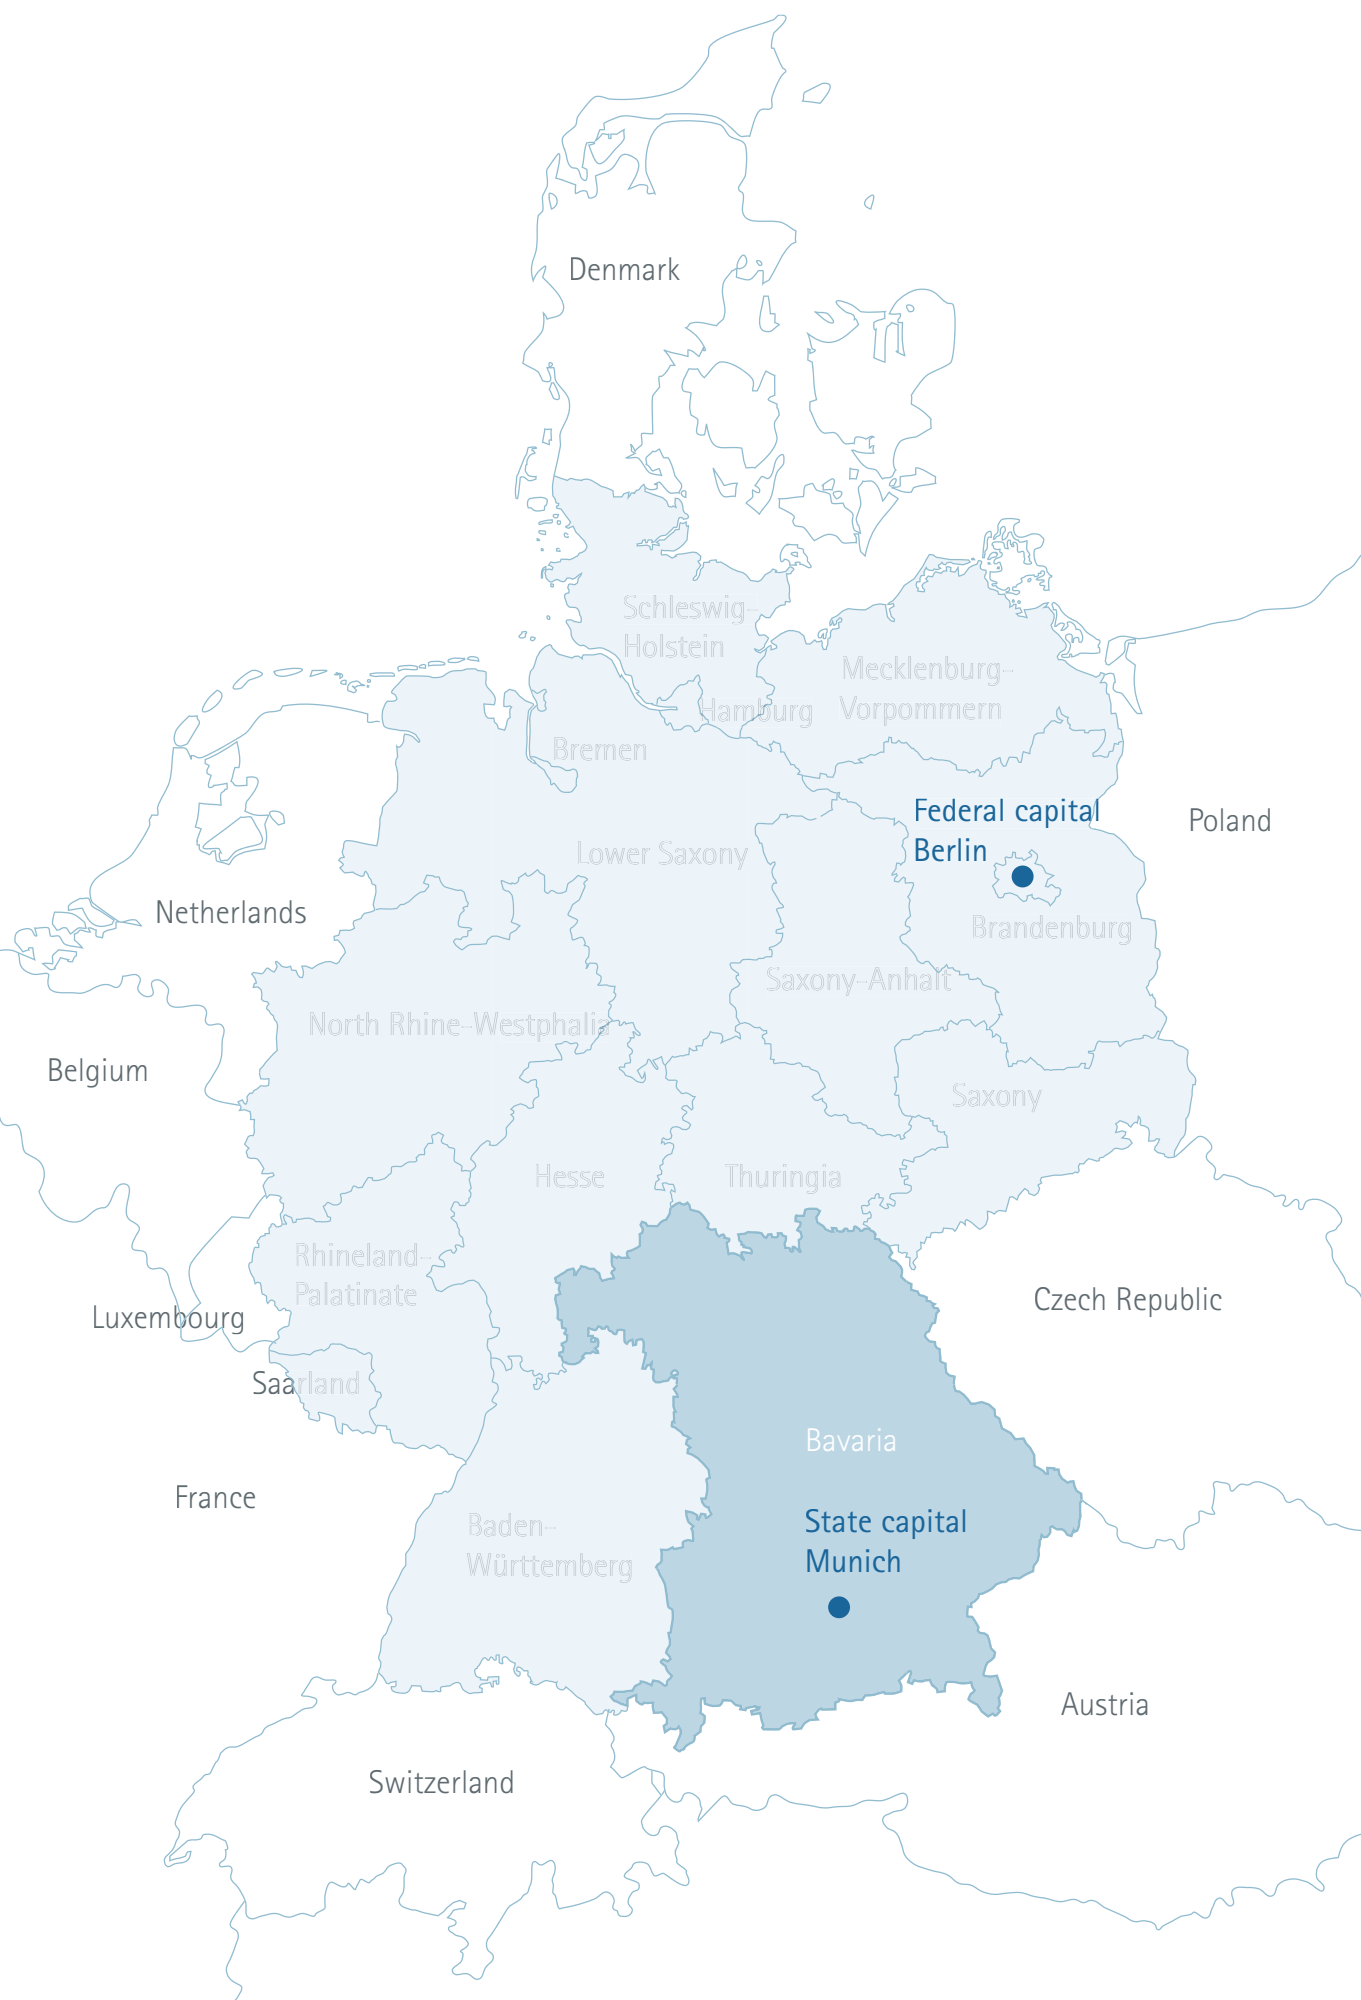 Denmark
Schleswig-
Holstein
Mecklenburg-
Vorpommern
Hamburg
Bremen
Federal capital
Berlin
Poland
Lower Saxony
Netherlands
Brandenburg
Saxony-Anhalt
North Rhine-Westphalia
Belgium
Saxony
Hesse
Thuringia
Rhineland-
Palatinate
Czech Republic
Luxembourg
Saarland
Bavaria
France
Baden-
Württemberg
State capital
Munich
Austria
Switzerland